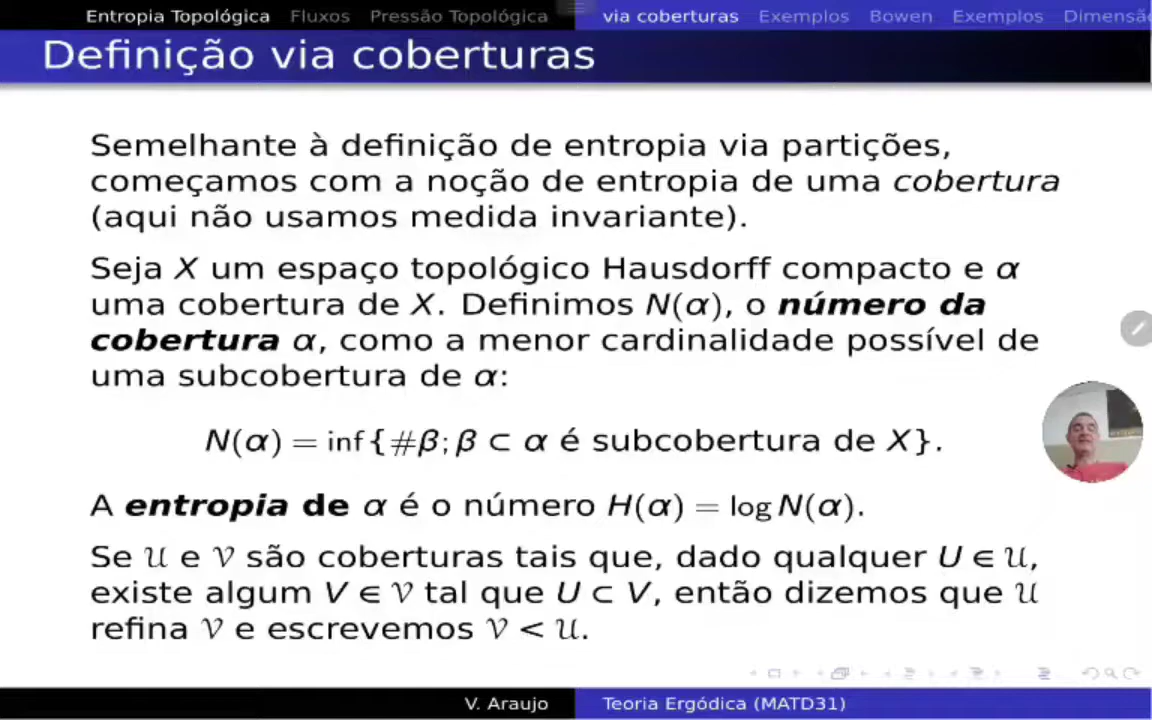 Entropia Topológica Fluxos Pressão Topológica via coberturas Exemplos Bowen Exemplos
Definição via coberturas
Semelhante à definição de entropia via partições,
começamos com a noção de entropia de uma cobertura
(aqui não usamos medida invariante).
Seja X um espaço topológico Hausdorff compacto e α
uma cobertura de X. Definimos N(α), o número da
cobertura α, como a menor cardinalidade possível de
uma subcobertura de α:
N(α) = inf{#β; β ⊂ α é subcobertura de X}.
A entropia de α é o número H(α) = log N(α).
Se 𝒰 e 𝒱 são coberturas tais que, dado qualquer U ∈ 𝒰,
existe algum V ∈ 𝒱 tal que U ⊂ V, então dizemos que 𝒰
refina 𝒱 e escrevemos 𝒱 < 𝒰.
V. Araujo Teoria Ergódica (MATD31)